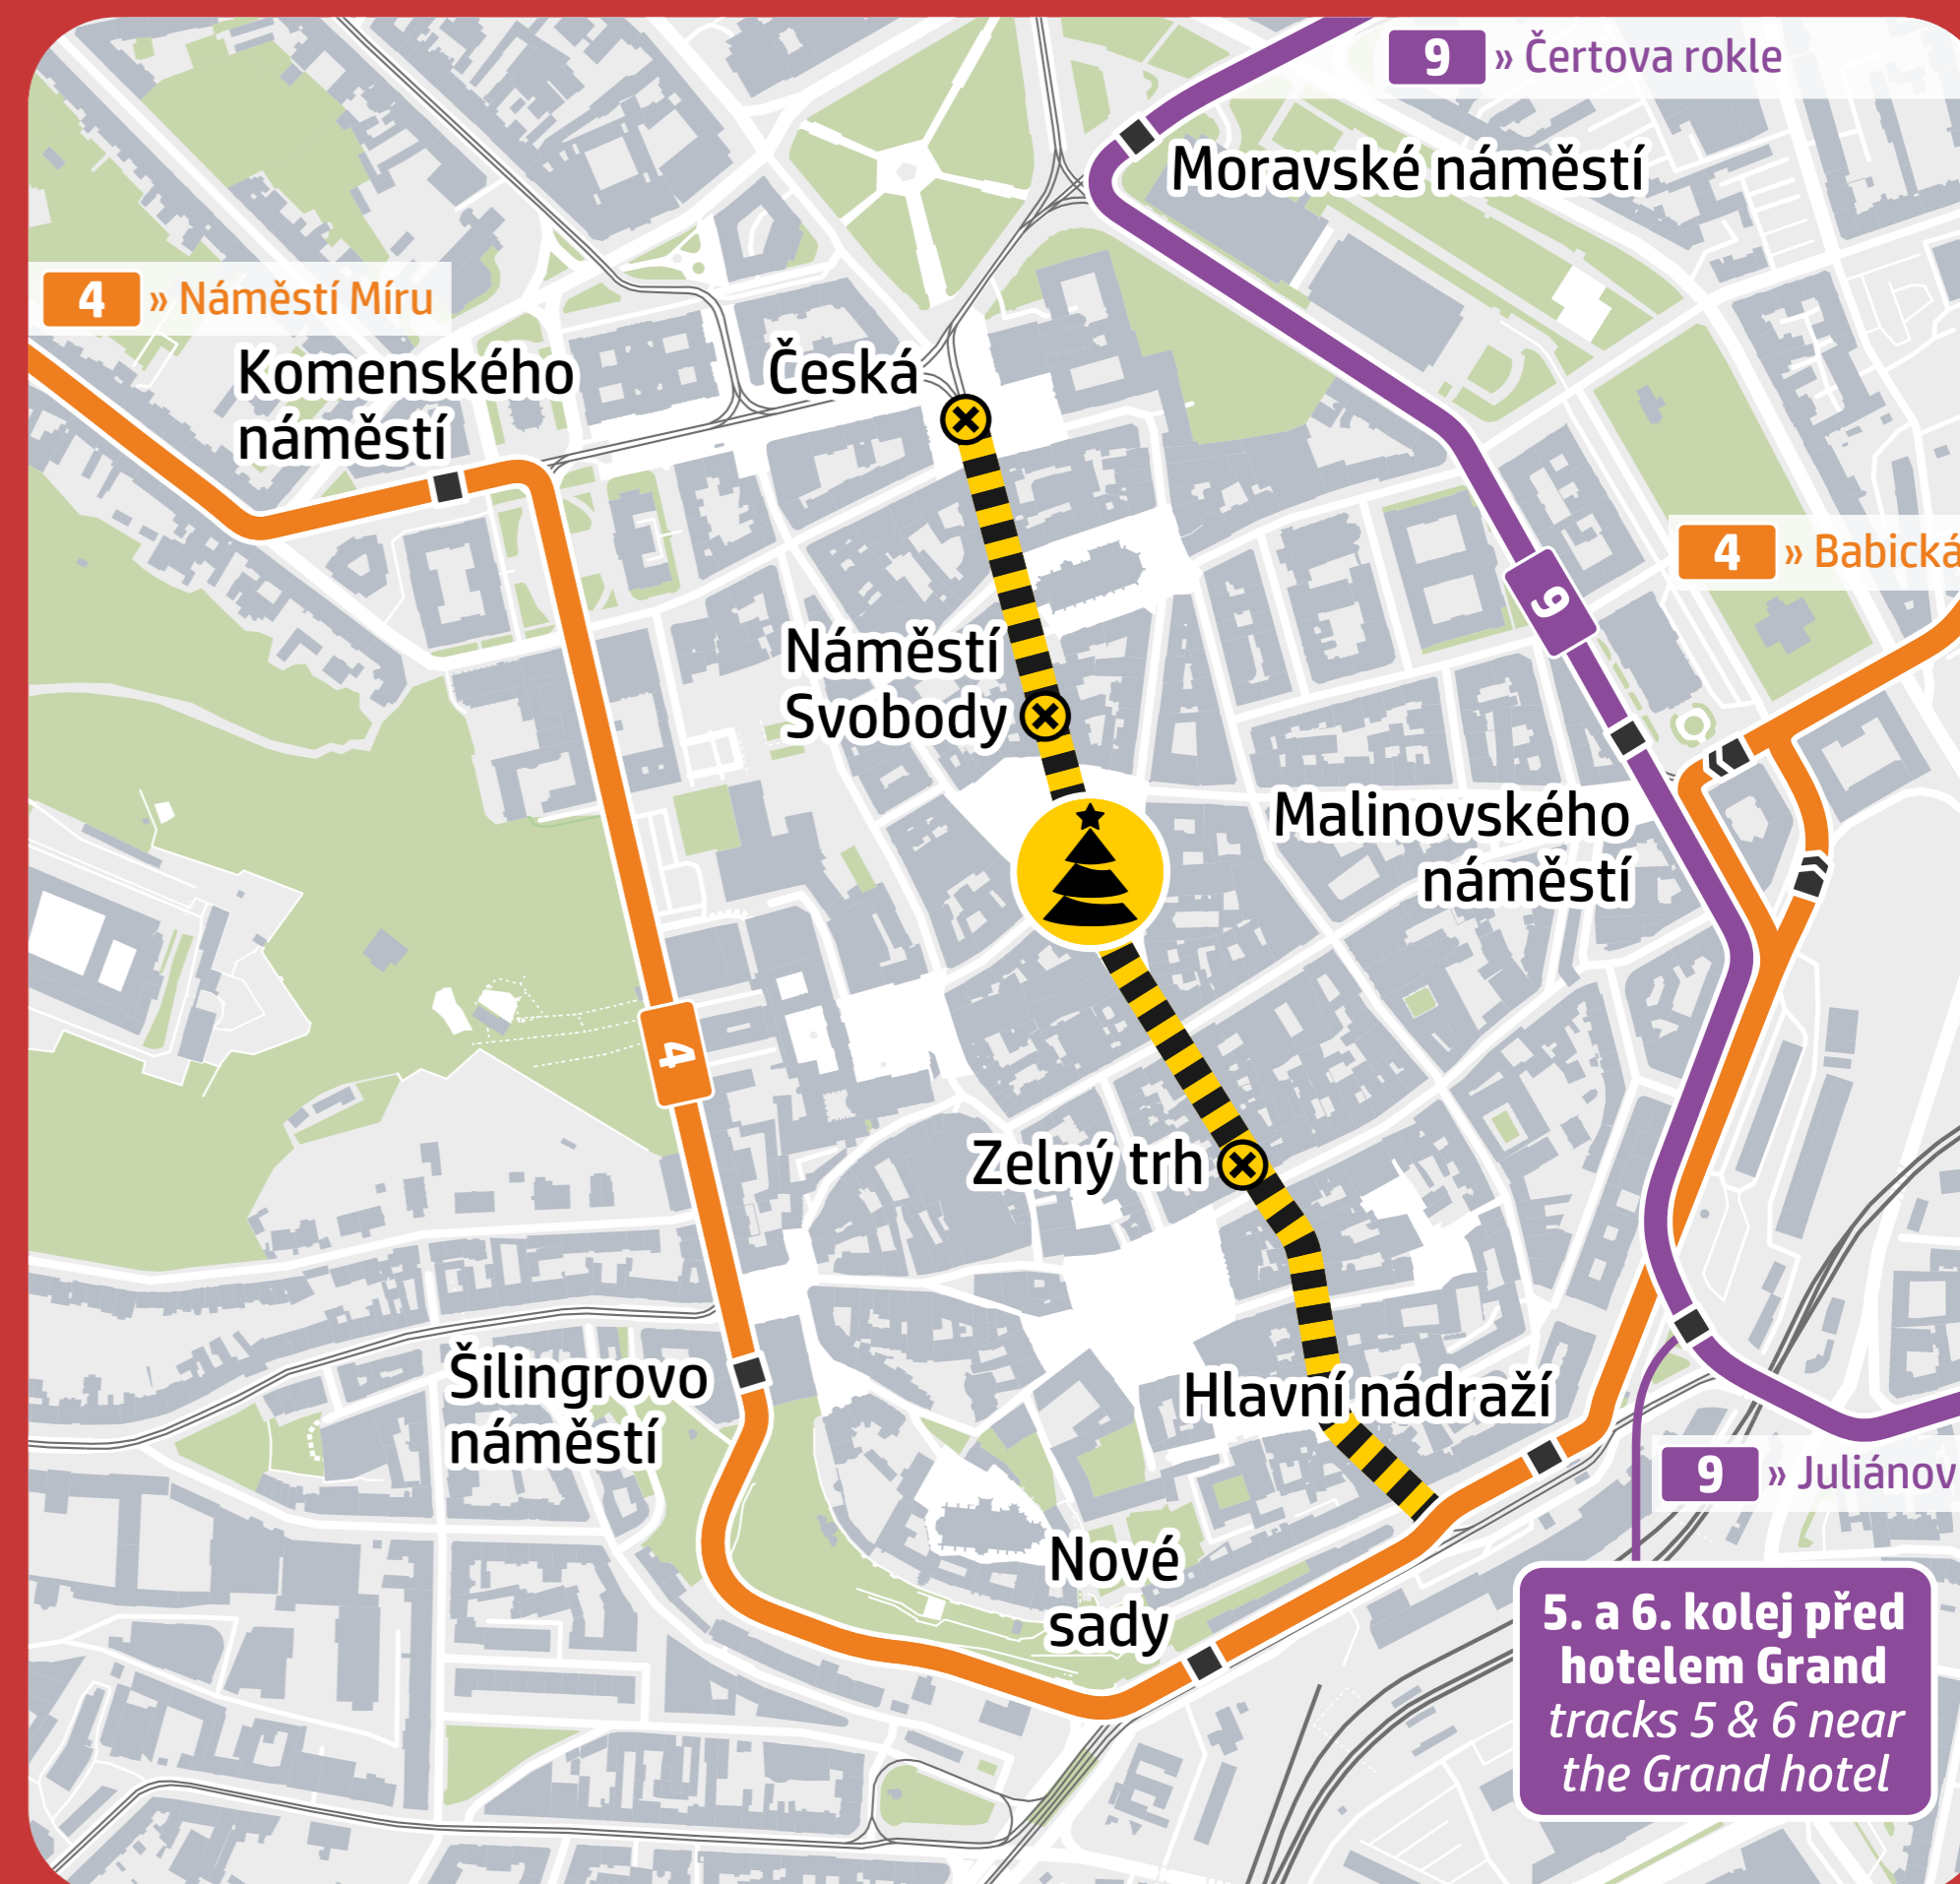 9 » Čertova rokle
Moravské náměstí
4 » Náměstí Míru
Komenského
náměstí
Česká
4 » Babická
9
Náměstí
Svobody
Malinovského
náměstí
4
Zelný trh
Šilingrovo
náměstí
Hlavní nádraží
9 » Juliánov
Nové
sady
5. a 6. kolej před
hotelem Grand
tracks 5 & 6 near
the Grand hotel